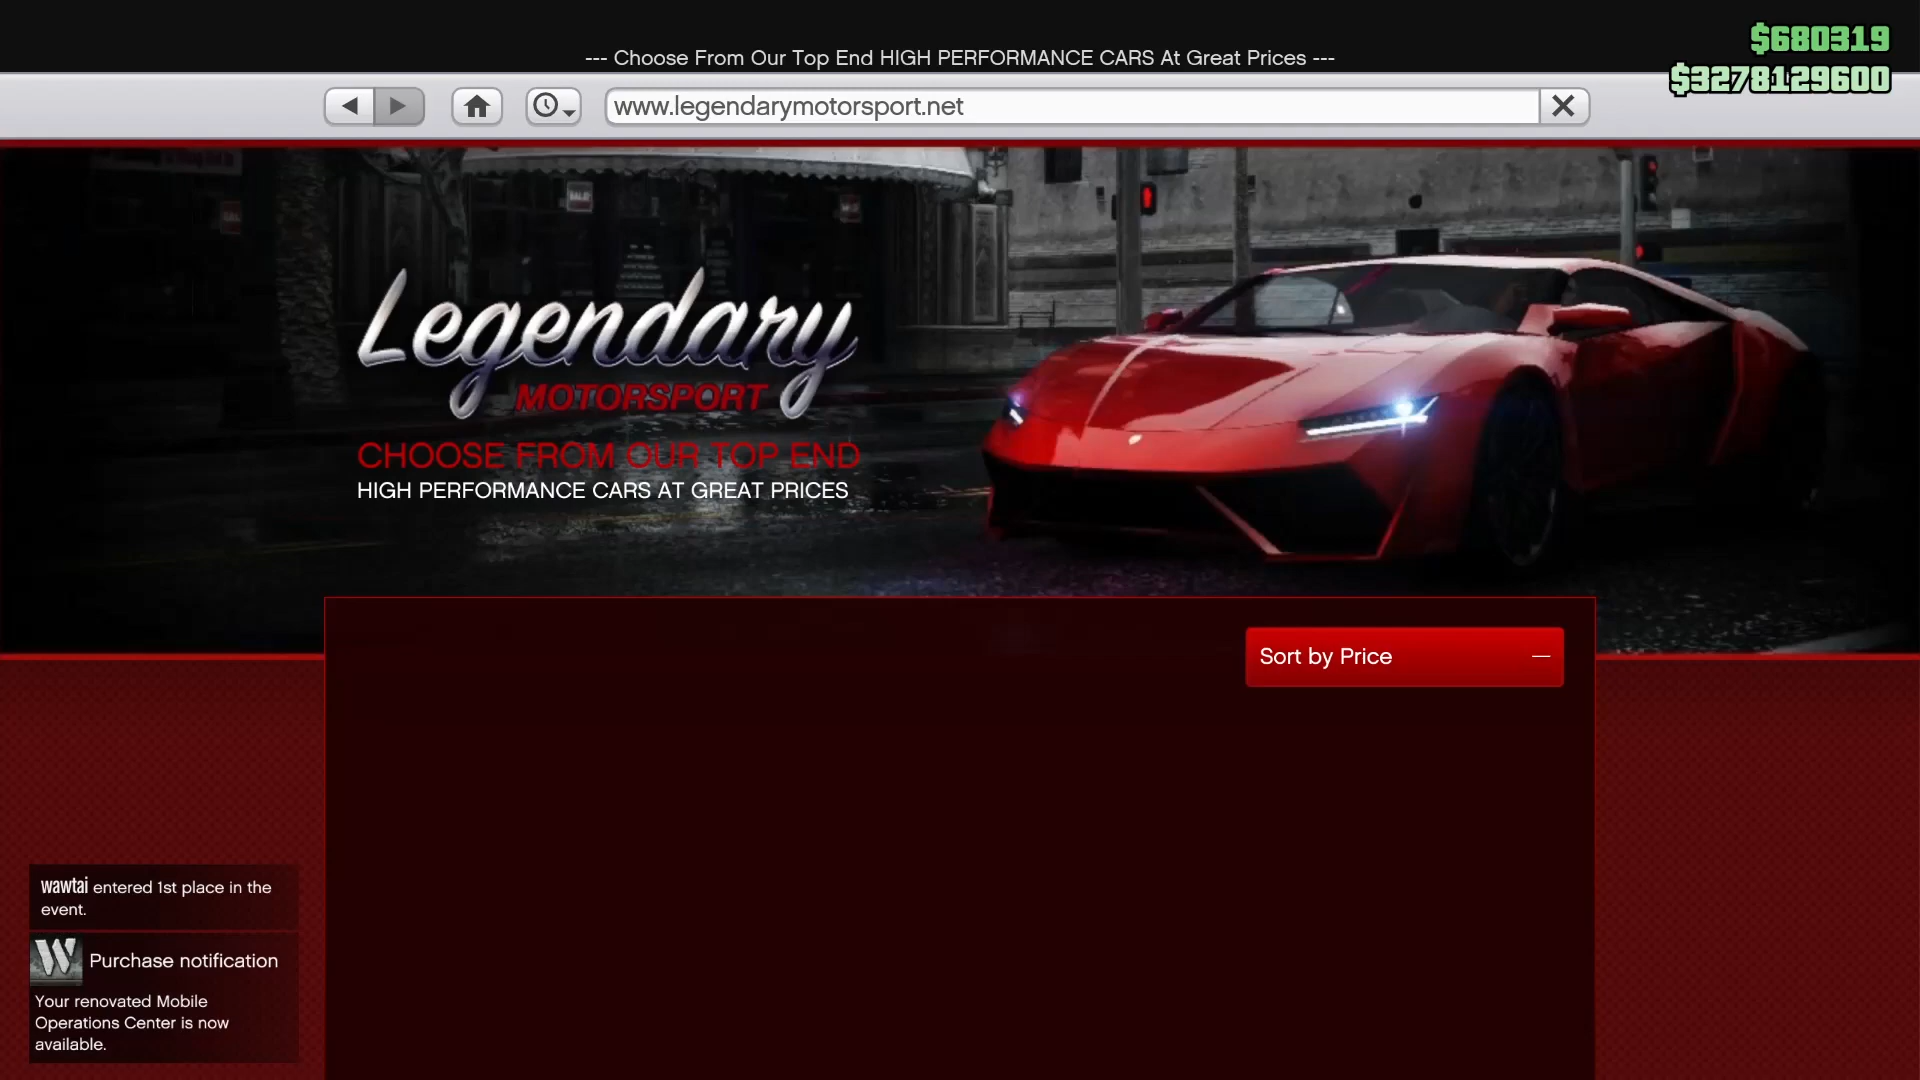 $680319
--- Choose From Our Top End HIGH PERFORMANCE CARS At Great Prices ---
$3278129600
www.legendarymotorsport.net
Legendary
MOTORSPORT
CHOOSE FROM OUR TOP END
HIGH PERFORMANCE CARS AT GREAT PRICES
Sort by Price
wawtai entered 1st place in the
event.
Purchase notification
Your renovated Mobile
Operations Center is now
available.